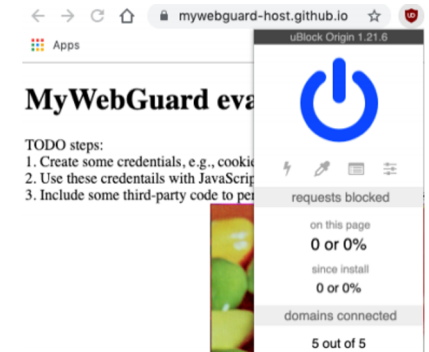 mywebguard-host.github.io
Apps
uBlock Origin 1.21.6
MyWebGuard eva
TODO steps:
1. Create some credentials, e.g., cookie
2. Use these credentails with JavaScrip
3. Include some third-party code to per
requests blocked
on this page
0 or 0%
since install
0 or 0%
domains connected
5 out of 5